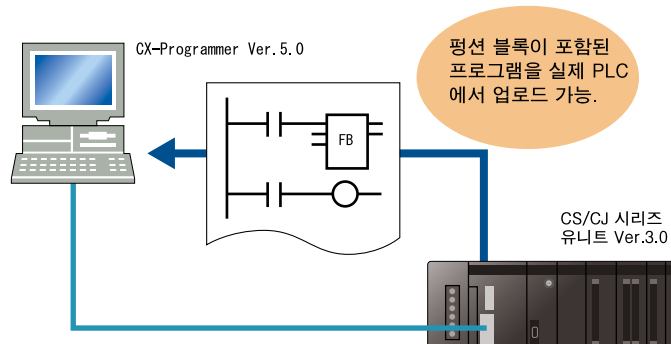 CX-Programmer Ver.5.0
펑션 블록이 포함된
프로그램을 실제 PLC
에서 업로드 가능.
FB
CS/CJ 시리즈
유니트 Ver.3.0